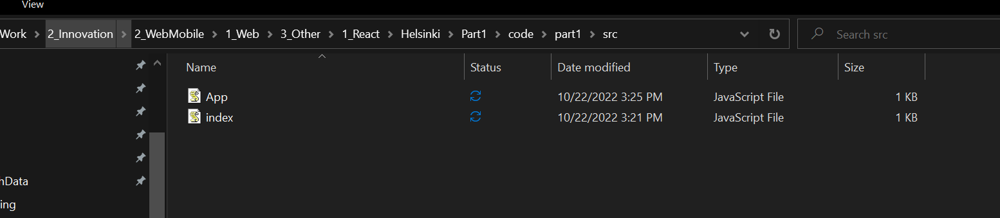 View
Work 2_Innovation 2_WebMobile 1_Web 3_Other 1_React Helsinki Part1 code part1 src Search src
Name Status Date modified Type Size
App 10/22/2022 3:25 PM JavaScript File 1 KB
index 10/22/2022 3:21 PM JavaScript File 1 KB
hData
ing